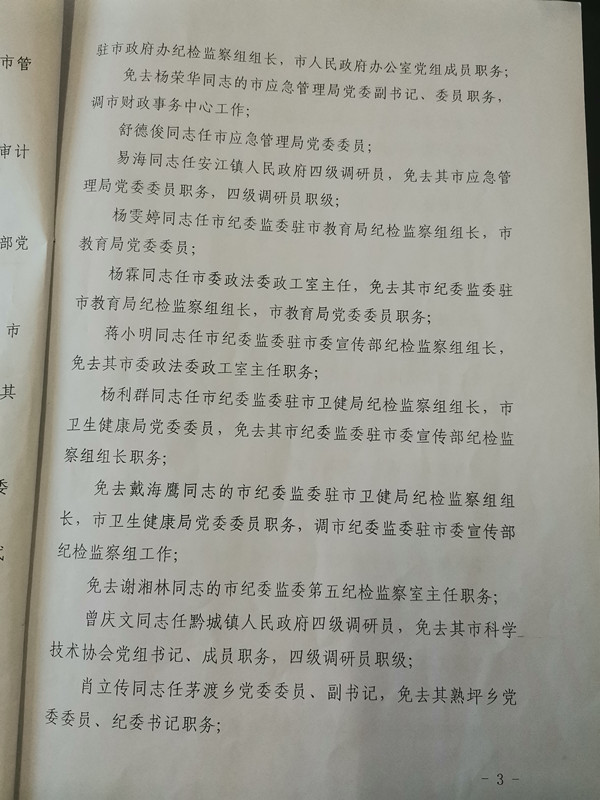 驻市政府办纪检监察组组长，市人民政府办公室党组成员职务；
免去杨荣华同志的市应急管理局党委副书记、委员职务，
调市财政事务中心工作；
舒德俊同志任市应急管理局党委委员；
易海同志任安江镇人民政府四级调研员，免去其市应急管
理局党委委员职务，四级调研员职级；
杨雯婷同志任市纪委监委驻市教育局纪检监察组组长，市
教育局党委委员；
杨霖同志任市委政法委政工室主任，免去其市纪委监委驻
市教育局纪检监察组组长，市教育局党委委员职务；
蒋小明同志任市纪委监委驻市委宣传部纪检监察组组长，
免去其市委政法委政工室主任职务；
杨利群同志任市纪委监委驻市卫健局纪检监察组组长，市
卫生健康局党委委员，免去其市纪委监委驻市委宣传部纪检监
察组组长职务；
免去戴海鹰同志的市纪委监委驻市卫健局纪检监察组组
长，市卫生健康局党委委员职务，调市纪委监委驻市委宣传部
纪检监察组工作；
免去谢湘林同志的市纪委监委第五纪检监察室主任职务；
曾庆文同志任黔城镇人民政府四级调研员，免去其市科学
技术协会党组书记、成员职务，四级调研员职级；
肖立传同志任茅渡乡党委委员、副书记，免去其熟坪乡党
委委员、纪委书记职务；
- 3 -
市管
审计
部党
市
其
委